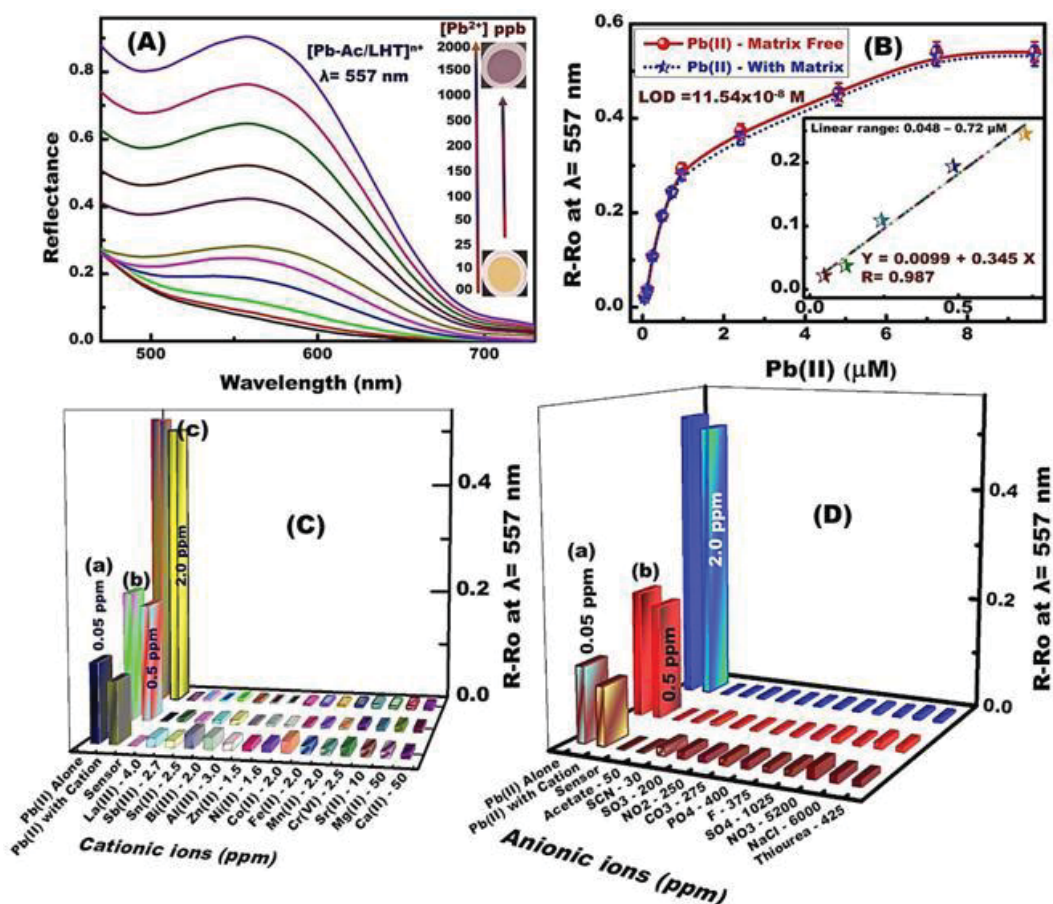 (A)
[Pb-Ac/LHT]ⁿ⁺
λ= 557 nm
[Pb²⁺] ppb
2000
1500
1000
500
200
150
100
50
25
10
00
Reflectance
0.8
0.6
0.4
0.2
0.0
500
600
700
Wavelength (nm)
(B)
Pb(II) - Matrix Free
Pb(II) - With Matrix
LOD =11.54x10⁻⁸ M
R-Ro at λ= 557 nm
0.6
0.4
0.2
0.0
0
2
4
6
8
Pb(II) (μM)
Linear range: 0.048 – 0.72 μM
0.2
0.1
0.0
0.0
0.5
Y = 0.0099 + 0.345 X
R= 0.987
(C)
(a)
(b)
(c)
0.05 ppm
0.5 ppm
2.0 ppm
0.4
0.2
0.0
R-Ro at λ= 557 nm
Pb(II) Alone
Pb(II) with Cation
Sensor
La(III) - 4.0
Sb(III) - 2.7
Sn(II) - 2.5
Bi(III) - 2.0
Al(III) - 3.0
Zn(II) - 1.5
Ni(II) - 1.6
Co(II) - 2.0
Fe(II) - 2.0
Mn(II) - 2.0
Cr(VI) - 2.5
Sr(II) - 10
Mg(II) - 50
Ca(II) - 50
Cationic ions (ppm)
(D)
(a)
(b)
0.05 ppm
0.5 ppm
2.0 ppm
0.4
0.2
0.0
R-Ro at λ= 557 nm
Pb(II) Alone
Pb(II) with Cation
Sensor
Acetate - 50
SCN - 30
SO3 - 200
NO2 - 250
CO3 - 275
PO4 - 400
F - 375
SO4 - 1025
NO3 - 5200
NaCl - 6000
Thiourea - 425
Anionic ions (ppm)